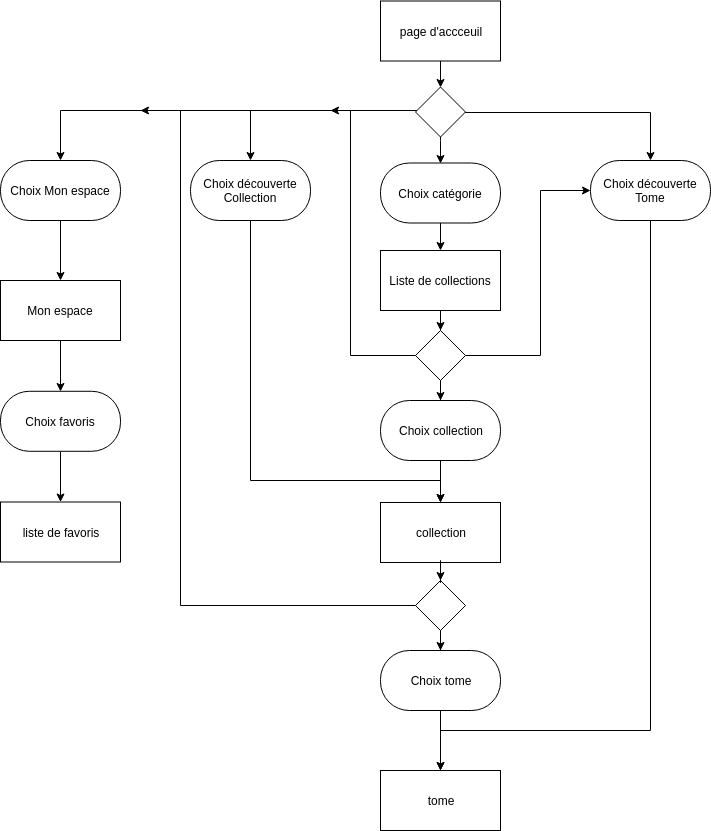 page d'accceuil
Choix Mon espace
Choix découverte
Collection
Choix catégorie
Choix découverte
Tome
Mon espace
Liste de collections
Choix favoris
Choix collection
liste de favoris
collection
Choix tome
tome